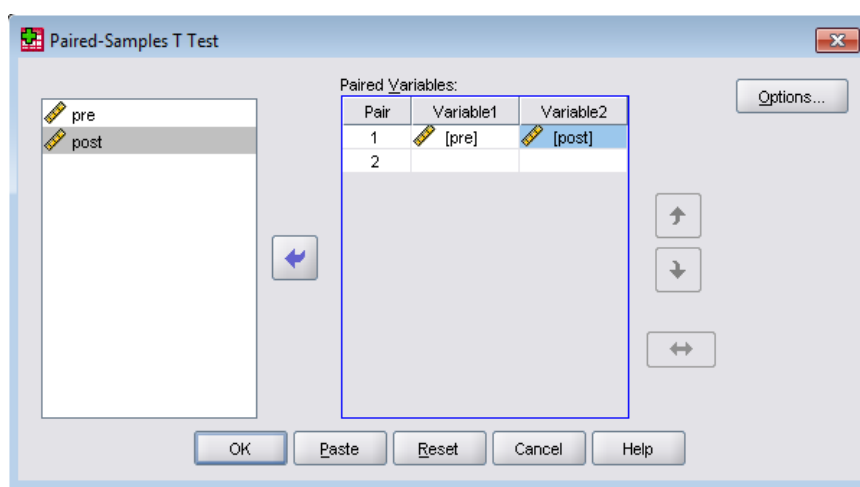 Paired-Samples T Test
Paired Variables:
Options...
pre
post
Pair Variable1 Variable2
1 [pre] [post]
2
OK Paste Reset Cancel Help